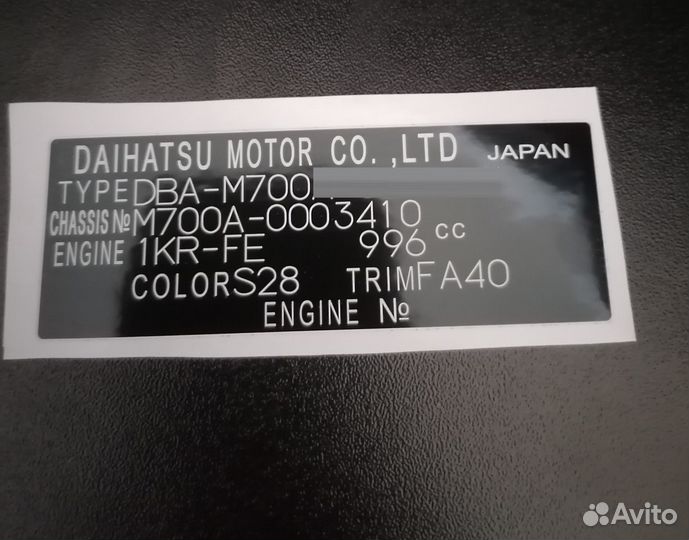 DAIHATSU MOTOR CO.,LTD JAPAN
TYPE DBA-M700
CHASSIS № M700A-0003410
ENGINE 1KR-FE 996 cc
COLOR S28 TRIM FA40
ENGINE №
Avito